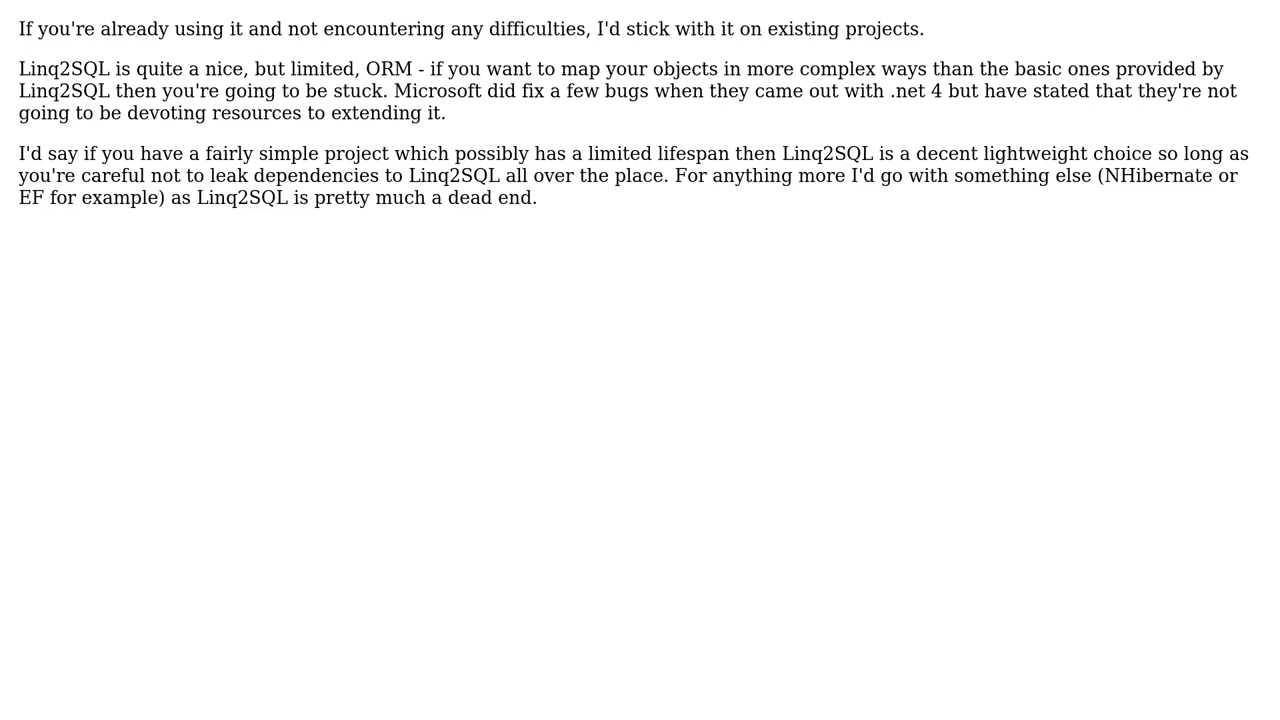 If you're already using it and not encountering any difficulties, I'd stick with it on existing projects.
Linq2SQL is quite a nice, but limited, ORM - if you want to map your objects in more complex ways than the basic ones provided by
Linq2SQL then you're going to be stuck. Microsoft did fix a few bugs when they came out with .net 4 but have stated that they're not
going to be devoting resources to extending it.
I'd say if you have a fairly simple project which possibly has a limited lifespan then Linq2SQL is a decent lightweight choice so long as
you're careful not to leak dependencies to Linq2SQL all over the place. For anything more I'd go with something else (NHibernate or
EF for example) as Linq2SQL is pretty much a dead end.